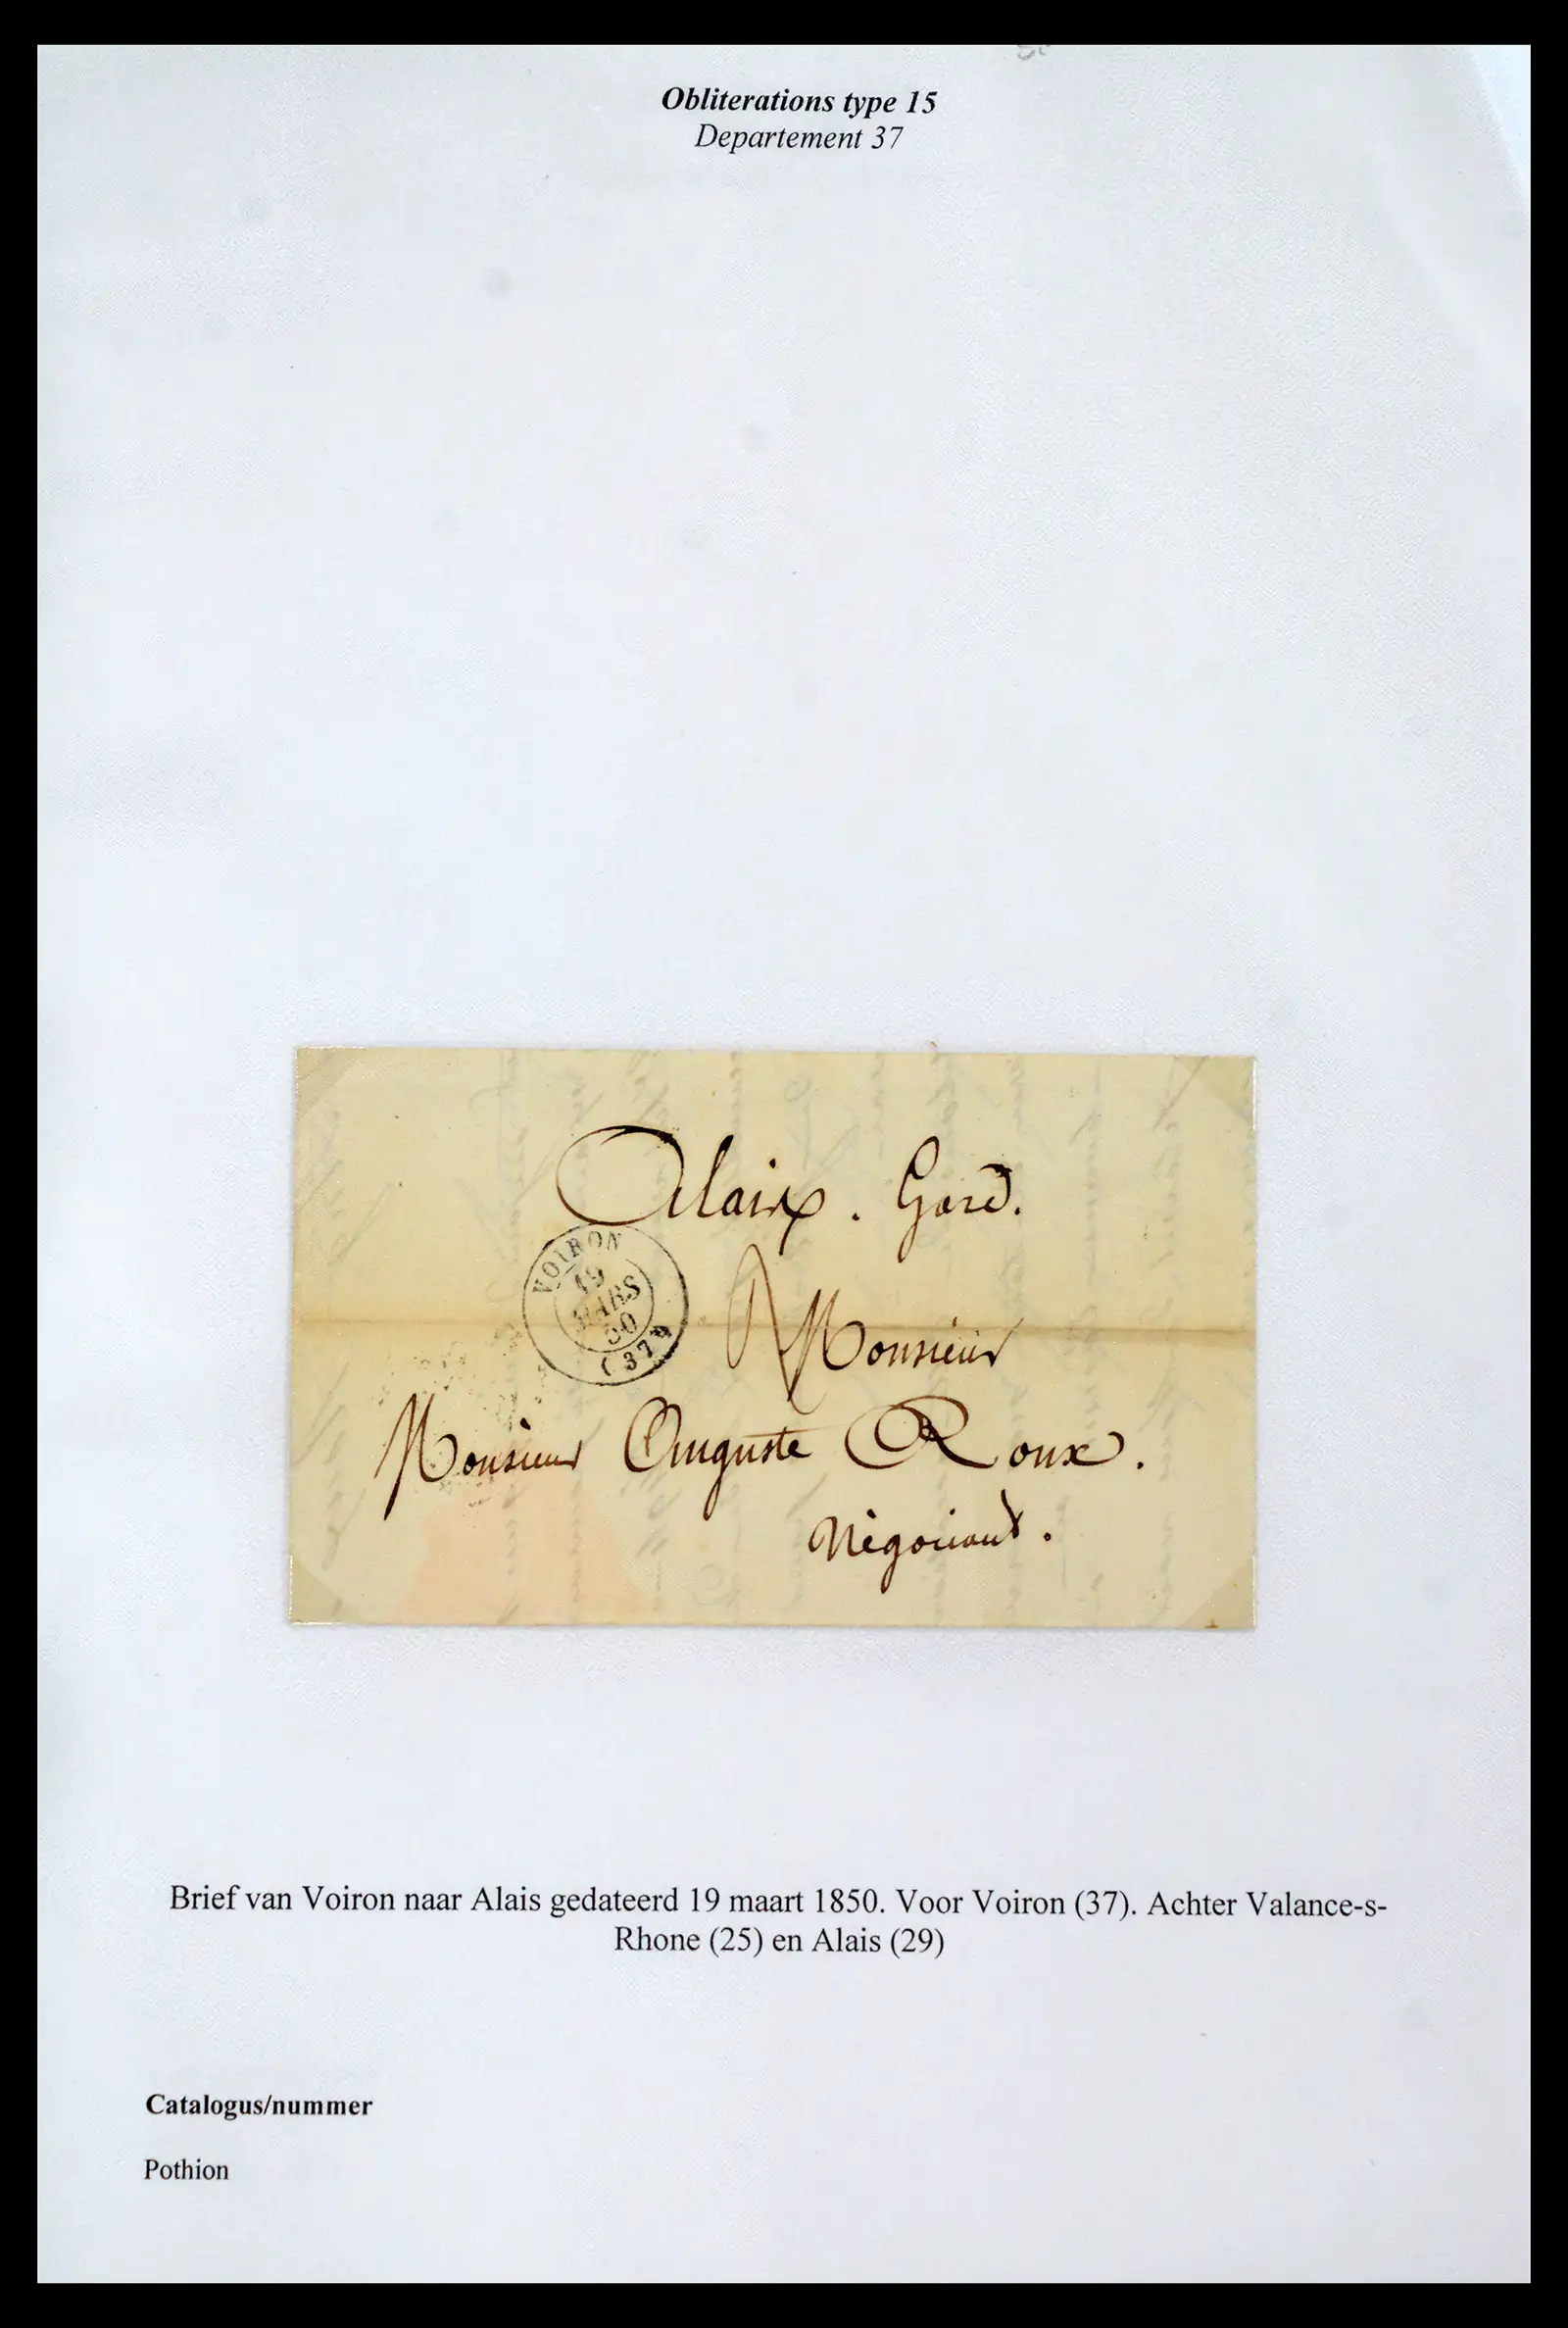 Obliterations type 15
Departement 37
Alaix. Gard.
VOIRON
19
MARS
50
(37)
Monsieur
Monsieur Auguste Roux.
Négociant.
Brief van Voiron naar Alais gedateerd 19 maart 1850. Voor Voiron (37). Achter Valance-s-
Rhone (25) en Alais (29)
Catalogus/nummer
Pothion